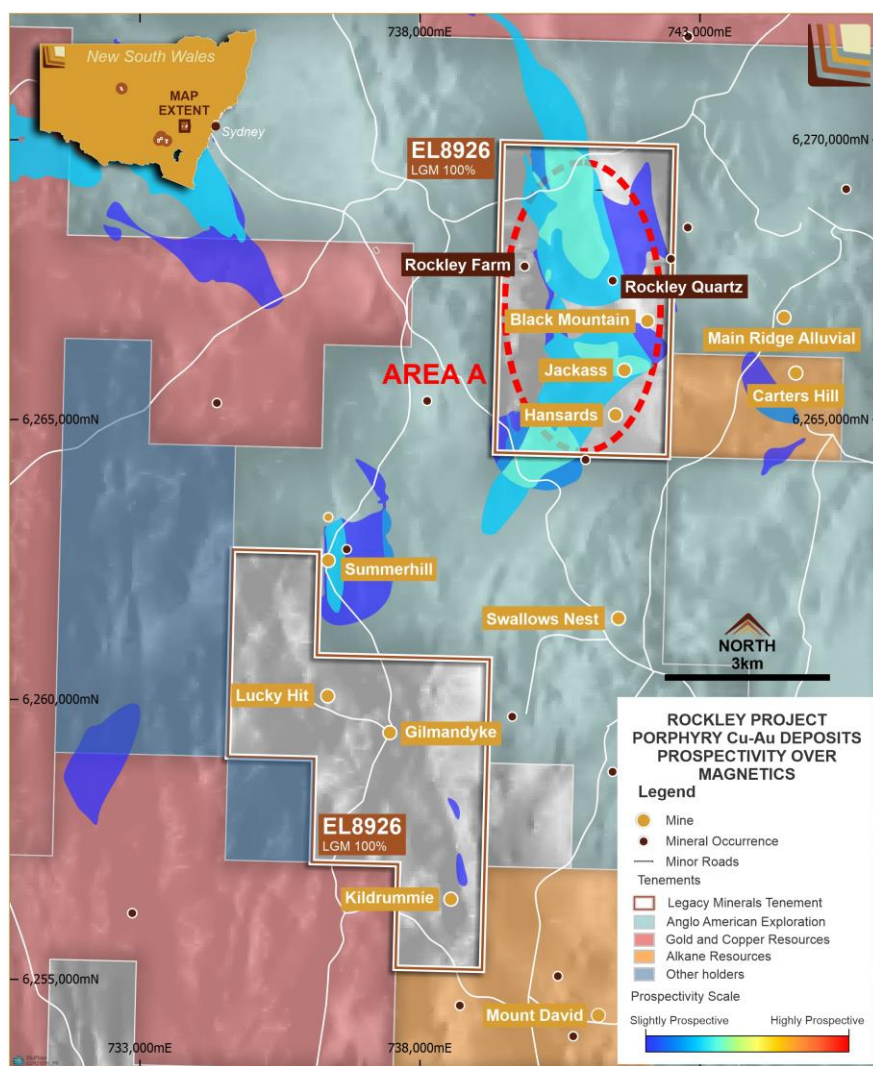 738,000mE
743,000mE
New South Wales
MAP
EXTENT
Sydney
EL8926
LGM 100%
6,270,000mN
Rockley Farm
Rockley Quartz
Black Mountain
Main Ridge Alluvial
AREA A
Jackass
Carters Hill
Hansards
6,265,000mN
6,265,000mN
Summerhill
Swallows Nest
NORTH
3km
Lucky Hit
6,260,000mN
Gilmandyke
EL8926
LGM 100%
Kildrummie
6,255,000mN
Mount David
733,000mE
738,000mE
ROCKLEY PROJECT
PORPHYRY Cu-Au DEPOSITS
PROSPECTIVITY OVER
MAGNETICS
Legend
Mine
Mineral Occurrence
Minor Roads
Tenements
Legacy Minerals Tenement
Anglo American Exploration
Gold and Copper Resources
Alkane Resources
Other holders
Prospectivity Scale
Slightly Prospective
Highly Prospective